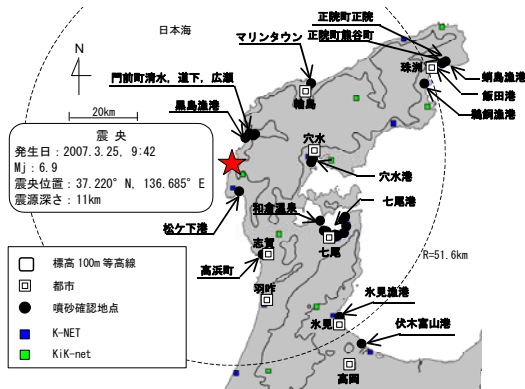 日本海
正院町正院
正院町熊谷町
マリンタウン
N
珠洲
蛸島漁港
飯田港
鵜飼漁港
門前町清水，道下，広瀬
輪島
黒島漁港
20km
穴水
穴水港
震央
発生日：2007.3.25, 9:42
Mj：6.9
震央位置：37.220°N, 136.685°E
震源深さ：11km
七尾港
和倉温泉
松ケ下港
志賀
七尾
R=51.6km
高浜町
羽咋
標高100m等高線
都市
噴砂確認地点
K-NET
KiK-net
氷見漁港
氷見
伏木富山港
高岡